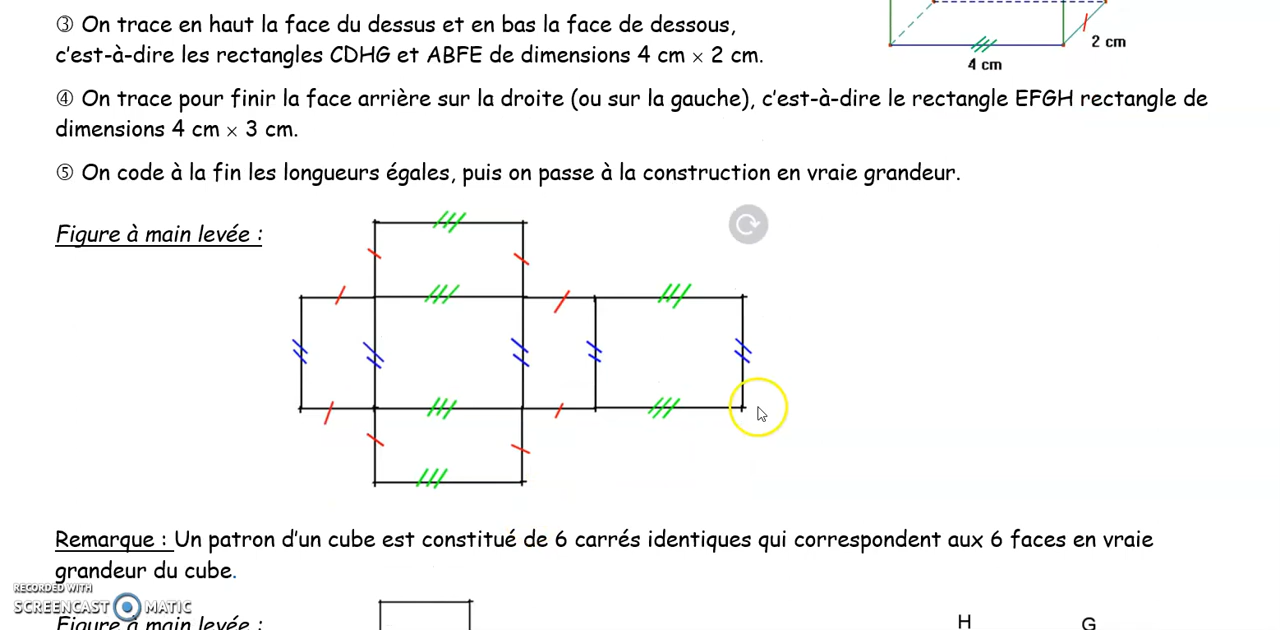 ③ On trace en haut la face du dessus et en bas la face de dessous,
c'est-à-dire les rectangles CDHG et ABFE de dimensions 4 cm × 2 cm.
2 cm
4 cm
④ On trace pour finir la face arrière sur la droite (ou sur la gauche), c'est-à-dire le rectangle EFGH rectangle de
dimensions 4 cm × 3 cm.
⑤ On code à la fin les longueurs égales, puis on passe à la construction en vraie grandeur.
Figure à main levée :
Remarque : Un patron d'un cube est constitué de 6 carrés identiques qui correspondent aux 6 faces en vraie
grandeur du cube.
RECORDED WITH
SCREENCAST MATIC
Figure à main levée :
H
G